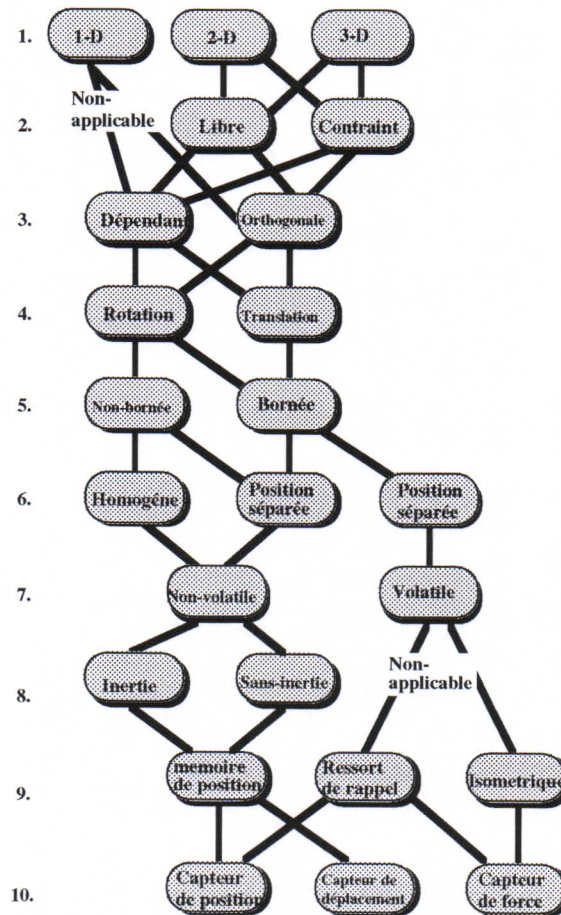 1. 1-D 2-D 3-D
Non-
applicable
2. Libre Contraint
3. Dépendant Orthogonale
4. Rotation Translation
5. Non-bornée Bornée
6. Homogéne Position
séparée Position
séparée
7. Non-volatile Volatile
Non-
applicable
8. Inertie Sans-inertie
9. mémoire
de position Ressort
de rappel Isometrique
10. Capteur
de position Capteur de
déplacement Capteur
de force